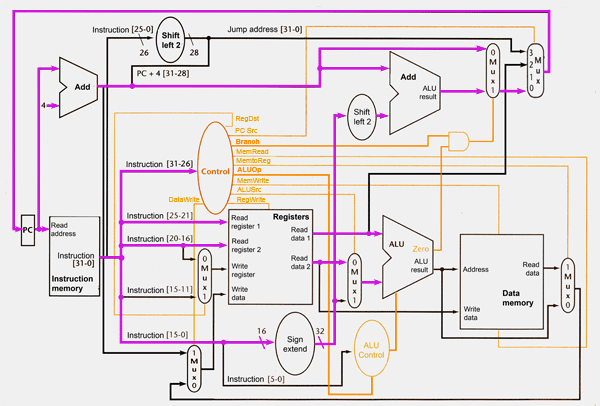 Instruction [25-0]
Shift
left 2
Jump address [31-0]
26
28
PC + 4 [31-28]
Add
4
Add
ALU
result
0
M
u
x
1
3
2
1
0
M
u
x
Shift
left 2
RegDst
PC Src
Branch
MemRead
MemtoReg
ALUOp
MemWrite
ALUSrc
RegWrite
Control
DataWrite
Instruction [31-26]
PC
Read
address
Instruction
[31-0]
Instruction
memory
Instruction [25-21]
Instruction [20-16]
Instruction [15-11]
Instruction [15-0]
0
M
u
x
1
Read
register 1
Read
register 2
Write
register
Write
data
Registers
Read
data 1
Read
data 2
0
M
u
x
1
ALU
Zero
ALU
result
Address
Write
data
Read
data
Data
memory
1
M
u
x
0
16
Sign
extend
32
ALU
Control
Instruction [5-0]
1
M
u
x
0